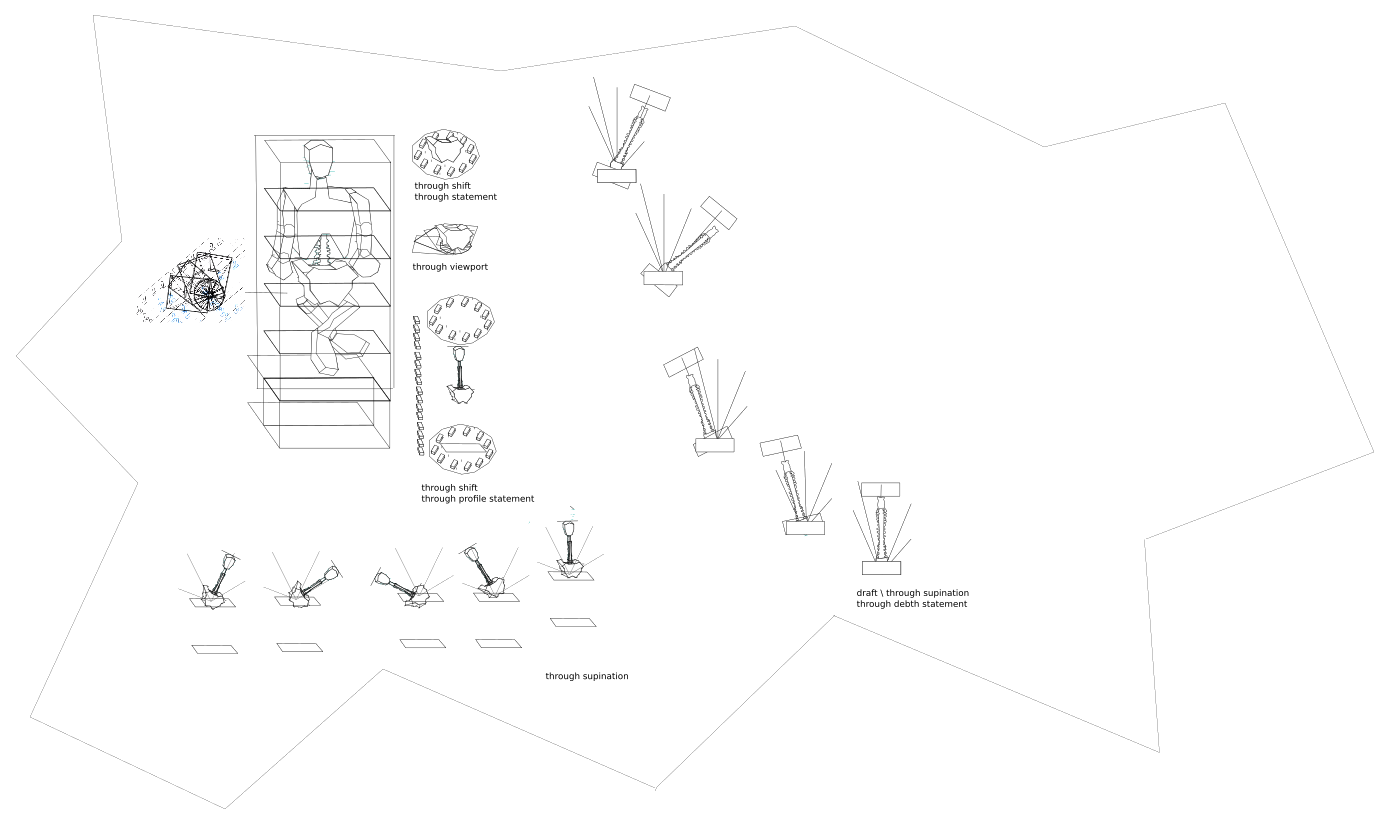 through shift
through statement
through viewport
through shift
through profile statement
draft \ through supination
through debth statement
through supination